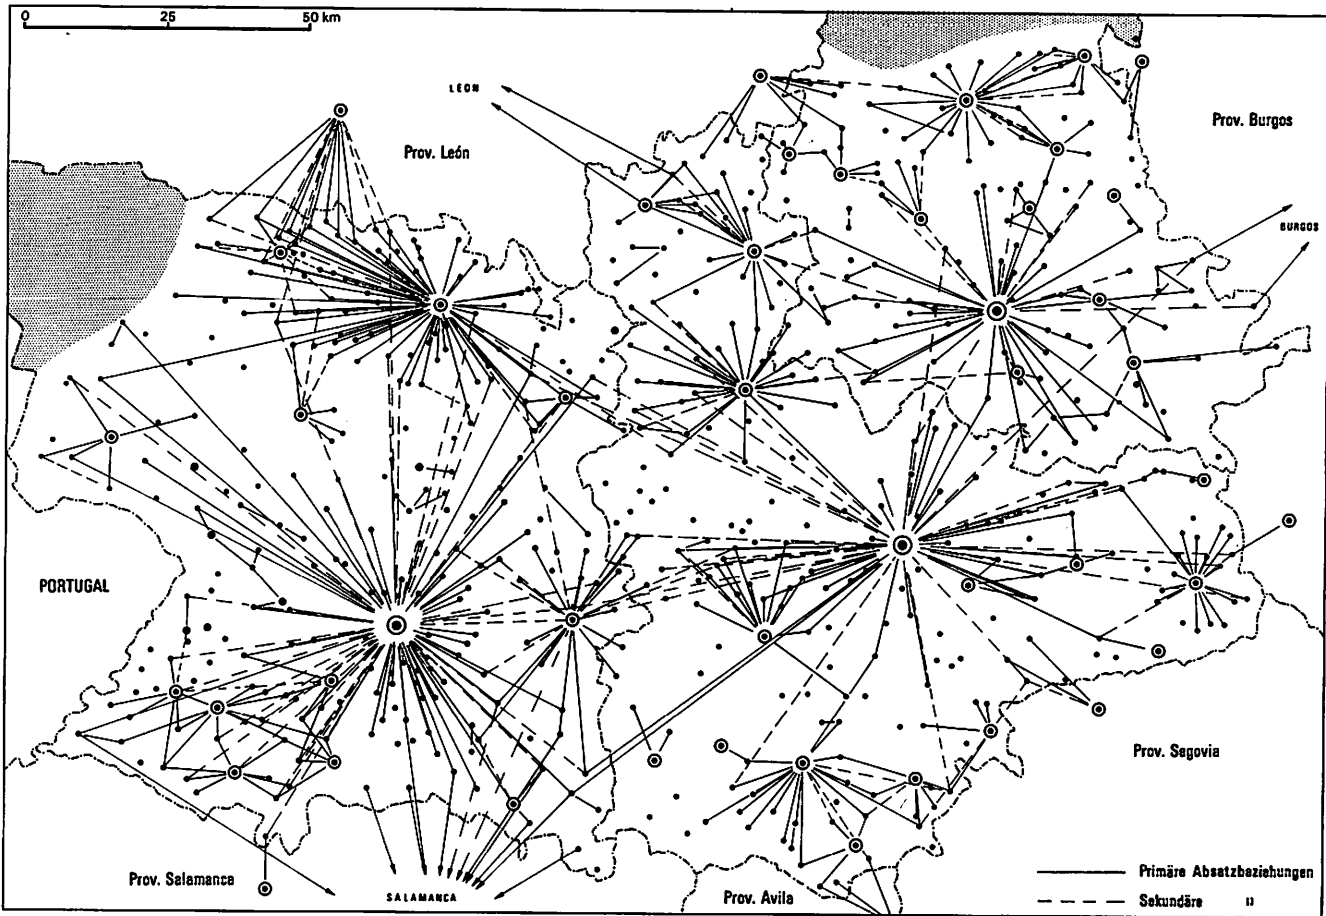 0 25 50 km
LEÓN
Prov. León
Prov. Burgos
BURGOS
PORTUGAL
Prov. Segovia
Prov. Salamanca
SALAMANCA
Prov. Avila
Primäre Absatzbeziehungen
Sekundäre "